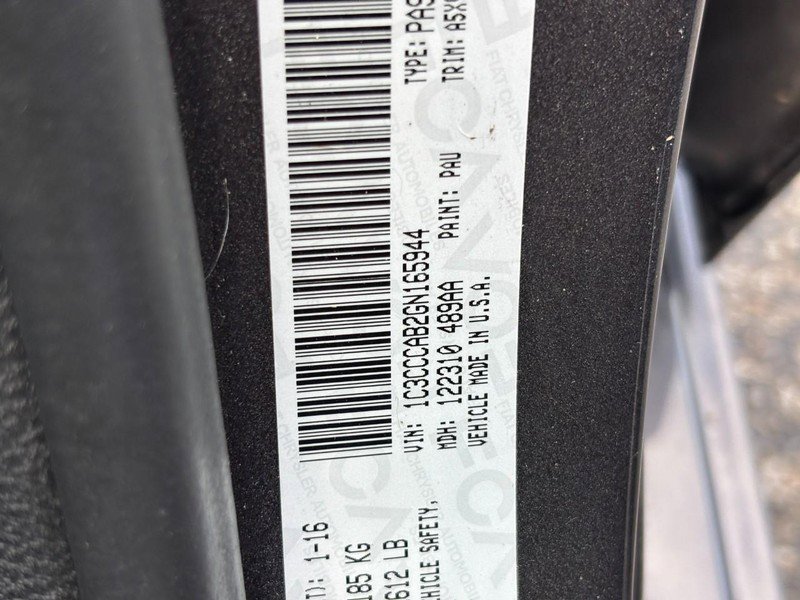 T): 1-16
185 KG
612 LB
VEHICLE SAFETY,
VIN: 1C3CCCAB2GN165944
TYPE: PAS
MDH: 122310 489AA
PAINT: PAU
TRIM: A5X
VEHICLE MADE IN U.S.A.